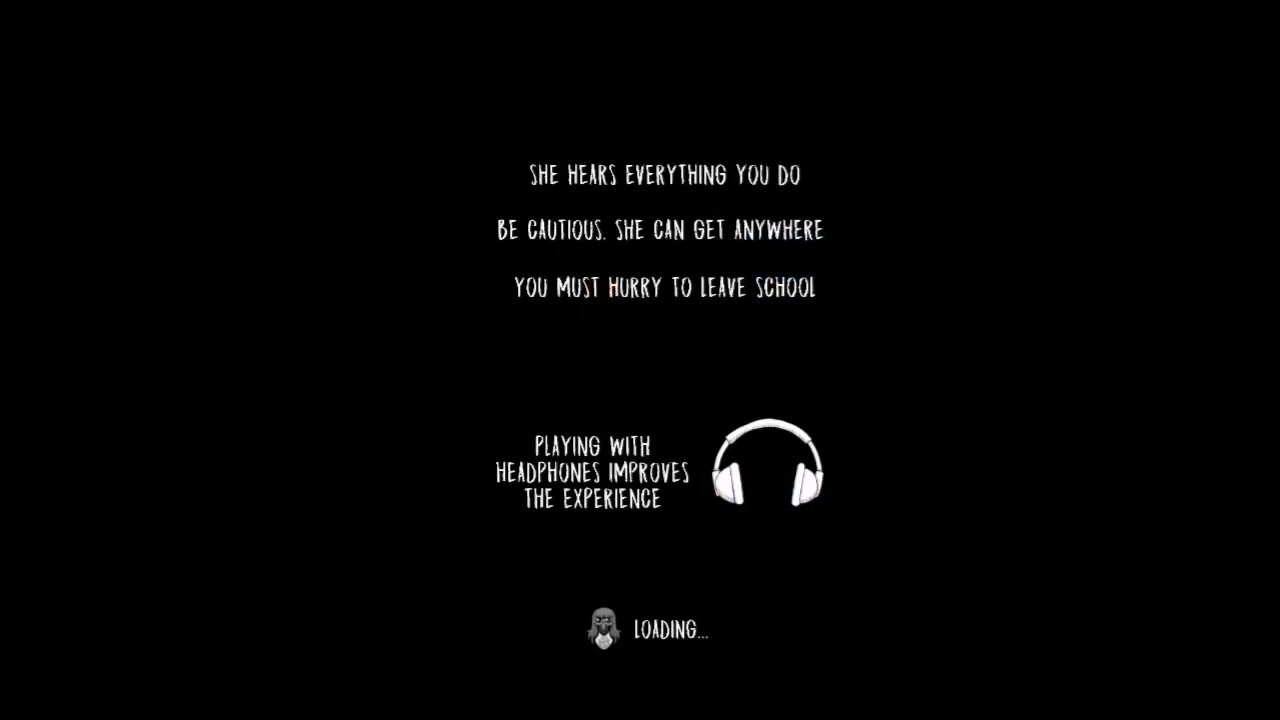 SHE HEARS EVERYTHING YOU DO
BE CAUTIOUS. SHE CAN GET ANYWHERE
YOU MUST HURRY TO LEAVE SCHOOL
PLAYING WITH
HEADPHONES IMPROVES
THE EXPERIENCE
LOADING...